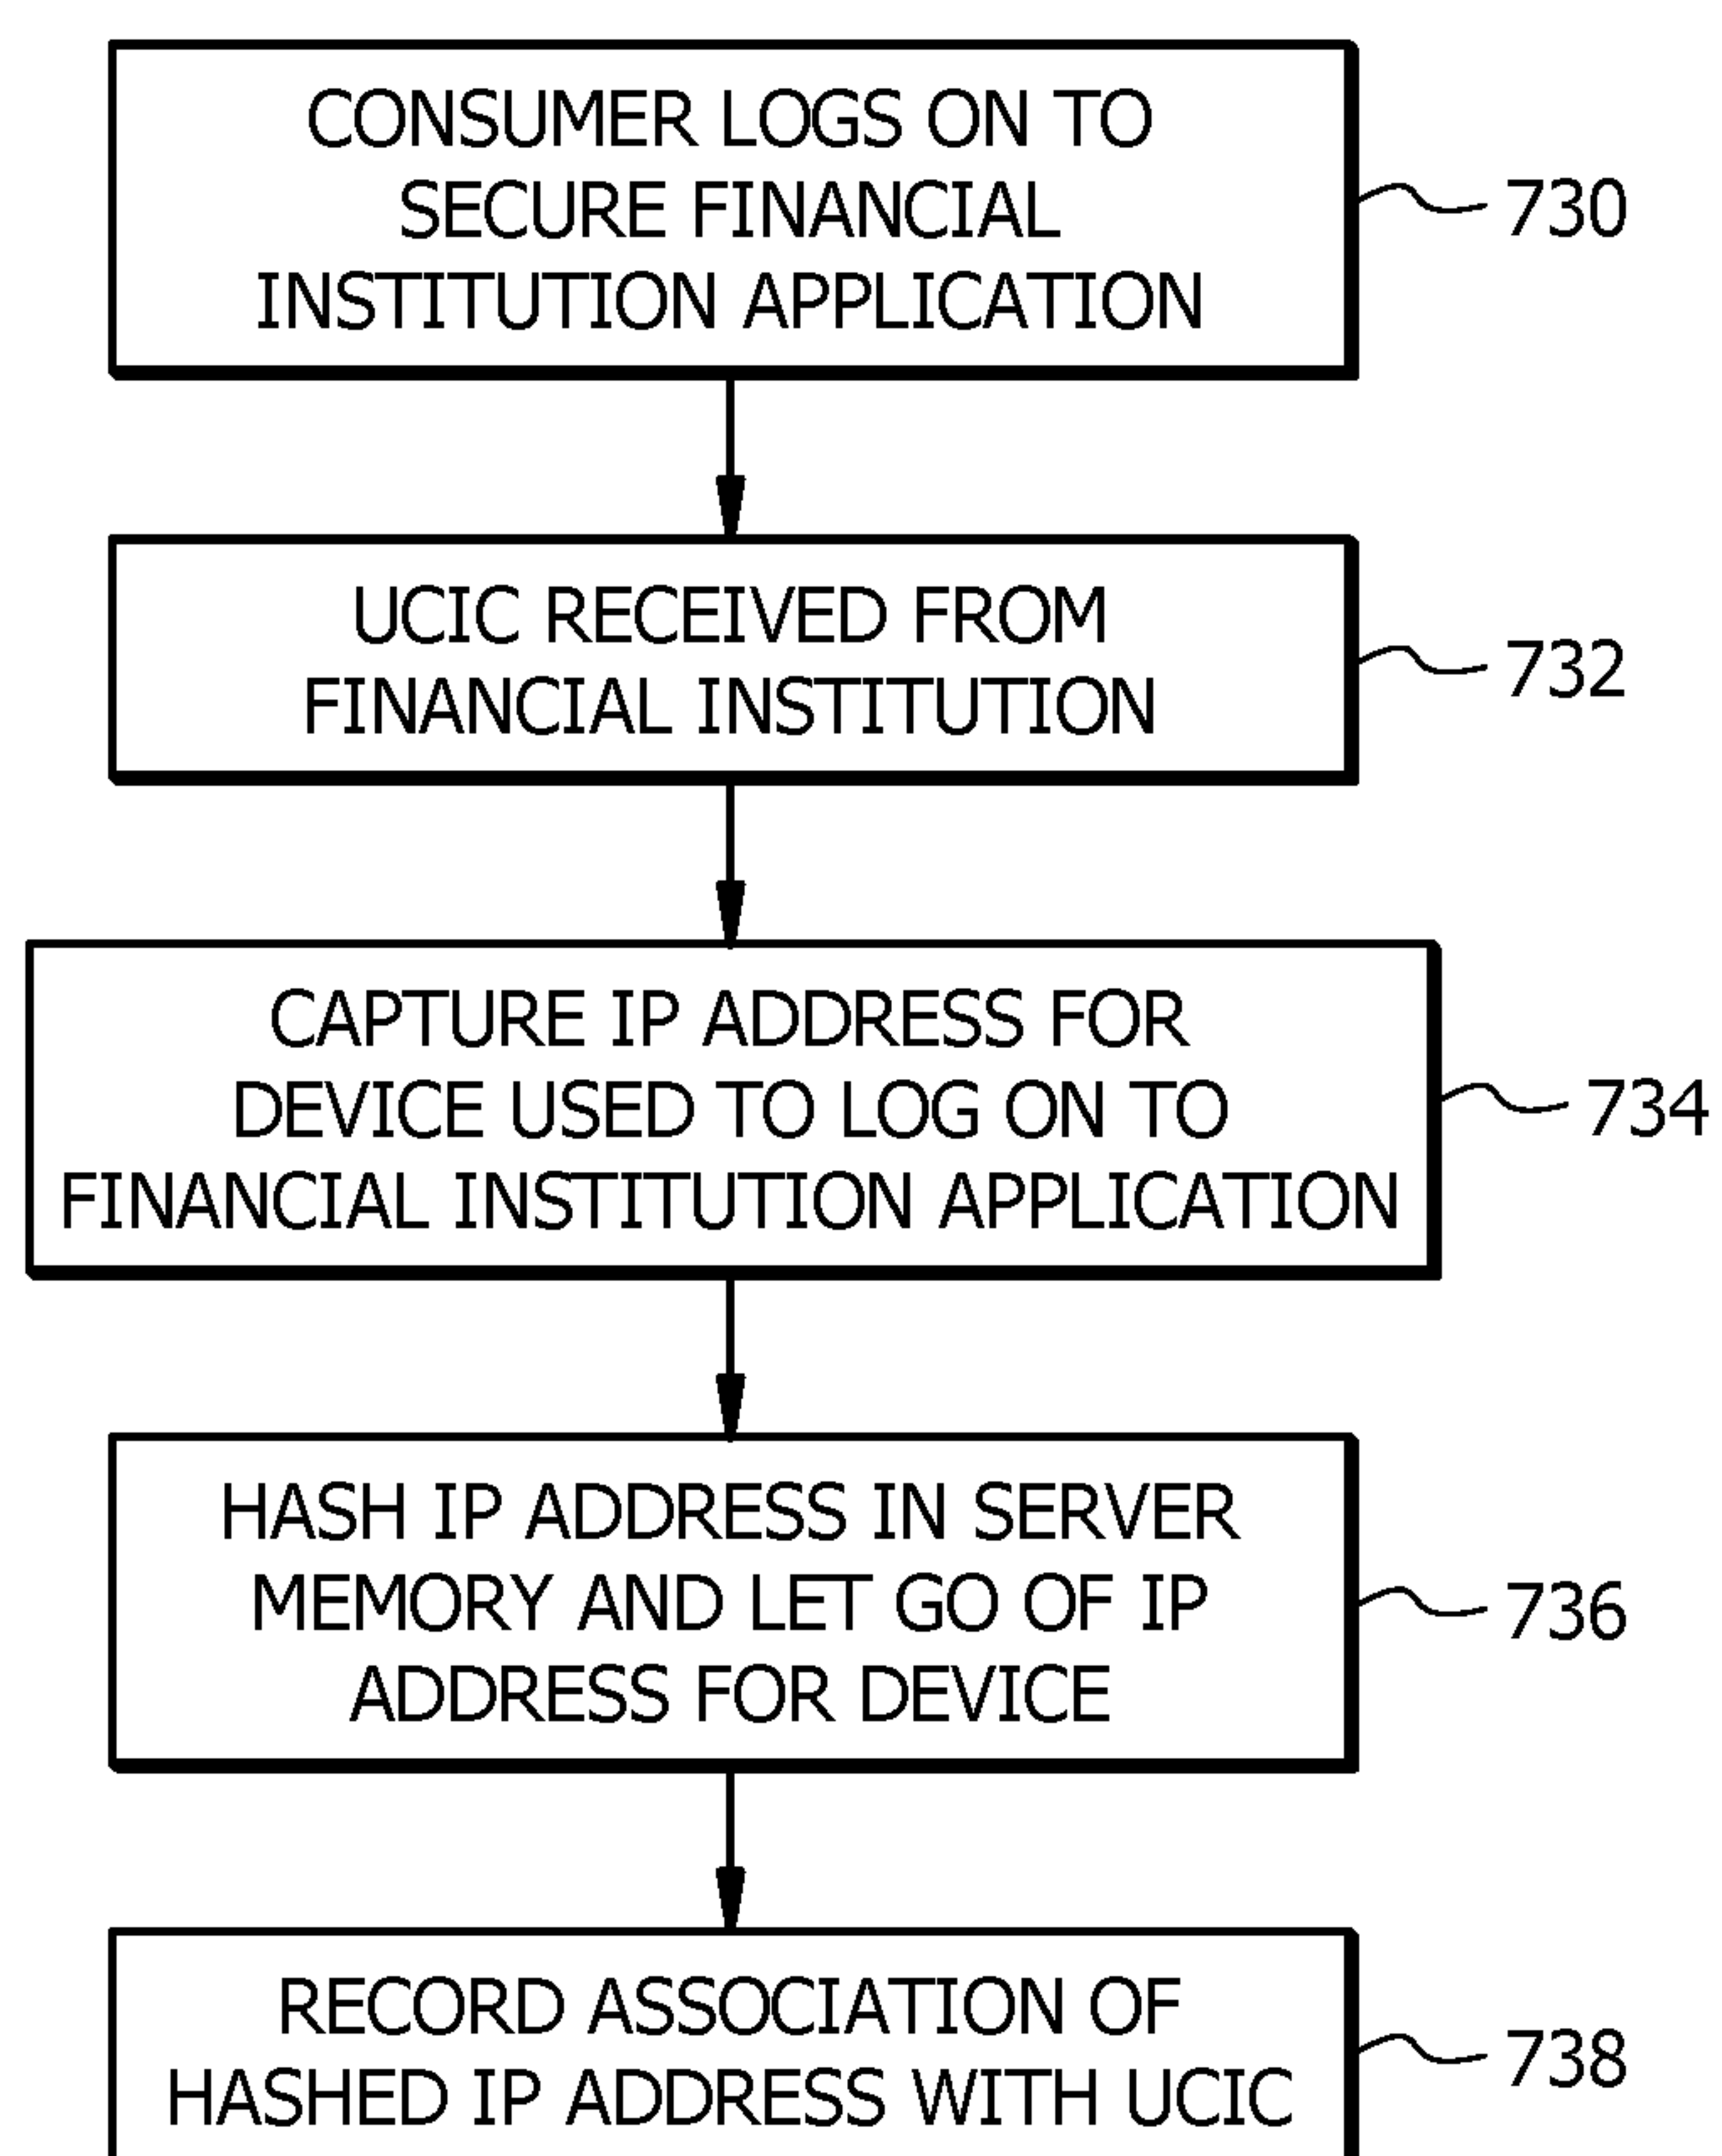 CONSUMER LOGS ON TO
SECURE FINANCIAL
INSTITUTION APPLICATION
730
UCIC RECEIVED FROM
FINANCIAL INSTITUTION
732
CAPTURE IP ADDRESS FOR
DEVICE USED TO LOG ON TO
FINANCIAL INSTITUTION APPLICATION
734
HASH IP ADDRESS IN SERVER
MEMORY AND LET GO OF IP
ADDRESS FOR DEVICE
736
RECORD ASSOCIATION OF
HASHED IP ADDRESS WITH UCIC
738